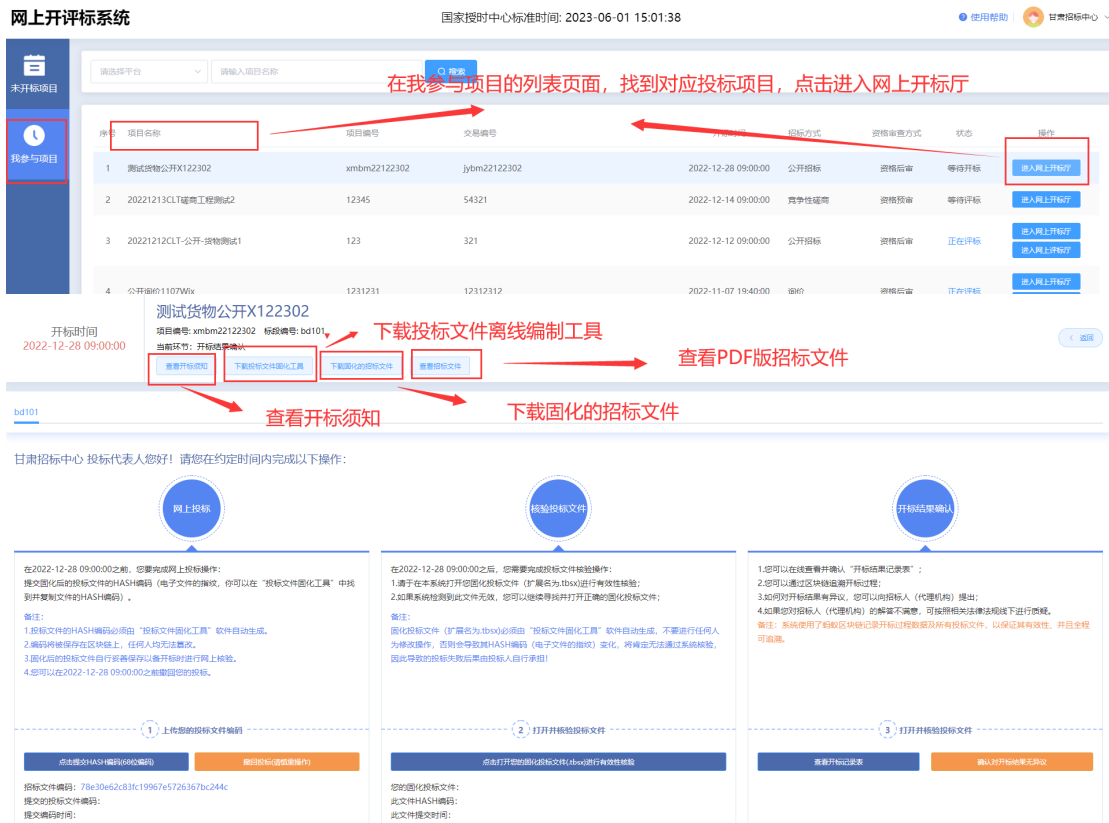 网上开评标系统
国家授时中心标准时间: 2023-06-01 15:01:38
使用帮助
甘肃招标中心
未开标项目
我参与项目
请选择平台
请输入项目名称
搜索
在我参与项目的列表页面，找到对应投标项目，点击进入网上开标厅
序号 项目名称 项目编号 交易编号 开标时间 招标方式 资格审查方式 状态 操作
1 测试货物公开X122302 xmbm22122302 jybm22122302 2022-12-28 09:00:00 公开招标 资格后审 等待开标 进入网上开标厅
2 20221213CLT磋商工程测试2 12345 54321 2022-12-14 09:00:00 竞争性磋商 资格预审 等待评标 进入网上开标厅
3 20221212CLT-公开-货物测试1 123 321 2022-12-12 09:00:00 公开招标 资格后审 正在评标 进入网上开标厅
进入网上评标厅
4 公开询价1107Wjx 1231231 12312312 2022-11-07 19:40:00 询价 资格后审 正在评标 进入网上开标厅
开标时间
2022-12-28 09:00:00
测试货物公开X122302
项目编号: xmbm22122302 标段编号: bd101
当前环节: 开标结果确认
查看开标须知 下载投标文件固化工具 下载固化的招标文件 查看招标文件
返回
下载投标文件离线编制工具
查看PDF版招标文件
查看开标须知
下载固化的招标文件
bd101
甘肃招标中心 投标代表人您好！请您在约定时间内完成以下操作:
网上投标
在2022-12-28 09:00:00之前，您要完成网上投标操作:
提交固化后的投标文件的HASH编码（电子文件的指纹，你可以在“投标文件固化工具”中找
到并复制文件的HASH编码）。
备注:
1.投标文件的HASH编码必须由“投标文件固化工具”软件自动生成。
2.编码将被保存在区块链上，任何人均无法篡改。
3.固化后的投标文件自行妥善保存以备开标时进行网上核验。
4.您可以在2022-12-28 09:00:00之前撤回您的投标。
1 上传您的投标文件编码
点击提交HASH编码(68位编码) 撤回投标(请慎重操作)
招标文件编码: 78e30e62c83fc19967e5726367bc244c
提交的投标文件编码:
提交编码时间:
核验投标文件
在2022-12-28 09:00:00之后，您需要完成投标文件核验操作:
1.请于在本系统打开您固化投标文件（扩展名为.tbsx)进行有效性核验；
2.如果系统检测到此文件无效，您可以继续寻找并打开正确的固化投标文件；
备注:
固化投标文件（扩展名为.tbsx)必须由“投标文件固化工具”软件自动生成，不要进行任何人
为修改操作，否则会导致其HASH编码（电子文件的指纹）变化，将肯定无法通过系统核验，
因此导致的投标失败后果由投标人自行承担！
2 打开并核验投标文件
点击打开您的固化投标文件(.tbsx)进行有效性核验
您的固化投标文件:
此文件HASH编码:
此文件提交时间:
开标结果确认
1.您可以在线查看并确认“开标结果记录表”；
2.您可以通过区块链追溯开标过程；
3.如何对开标结果有异议，您可以向招标人（代理机构）提出；
4.如果您对招标人（代理机构）的解答不满意，可按照相关法律法规线下进行质疑。
备注: 系统使用了蚂蚁区块链记录开标过程数据及所有投标文件，以保证其有效性、并且全程
可追溯。
3 打开并核验投标文件
查看开标记录表 确认对开标结果无异议